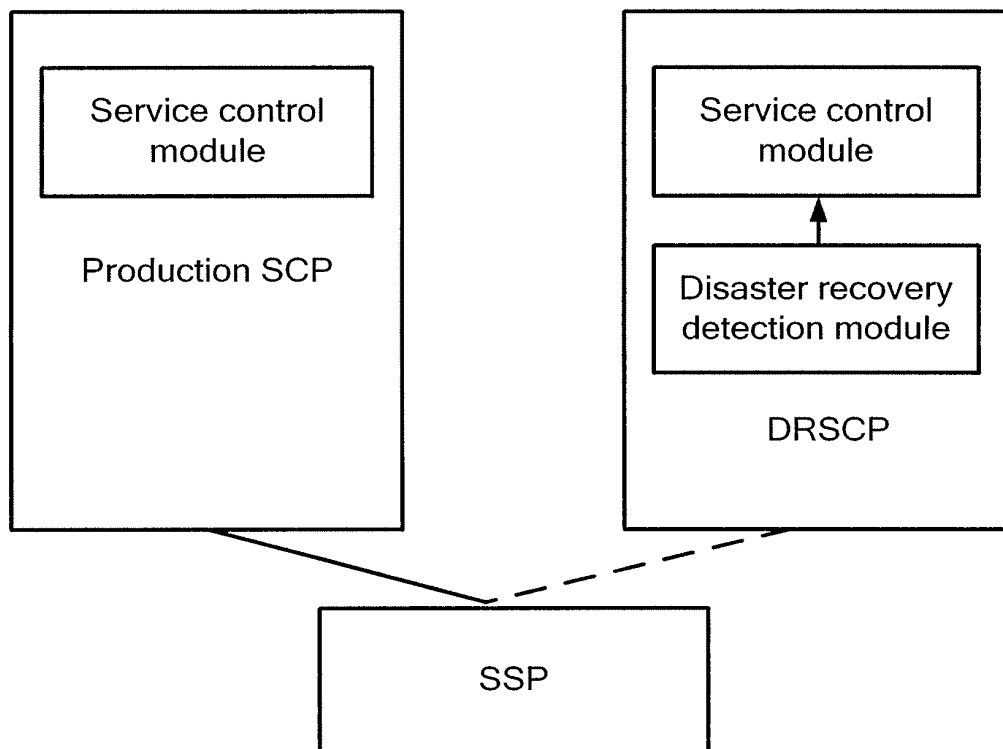 Service control
module
Production SCP
Service control
module
Disaster recovery
detection module
DRSCP
SSP